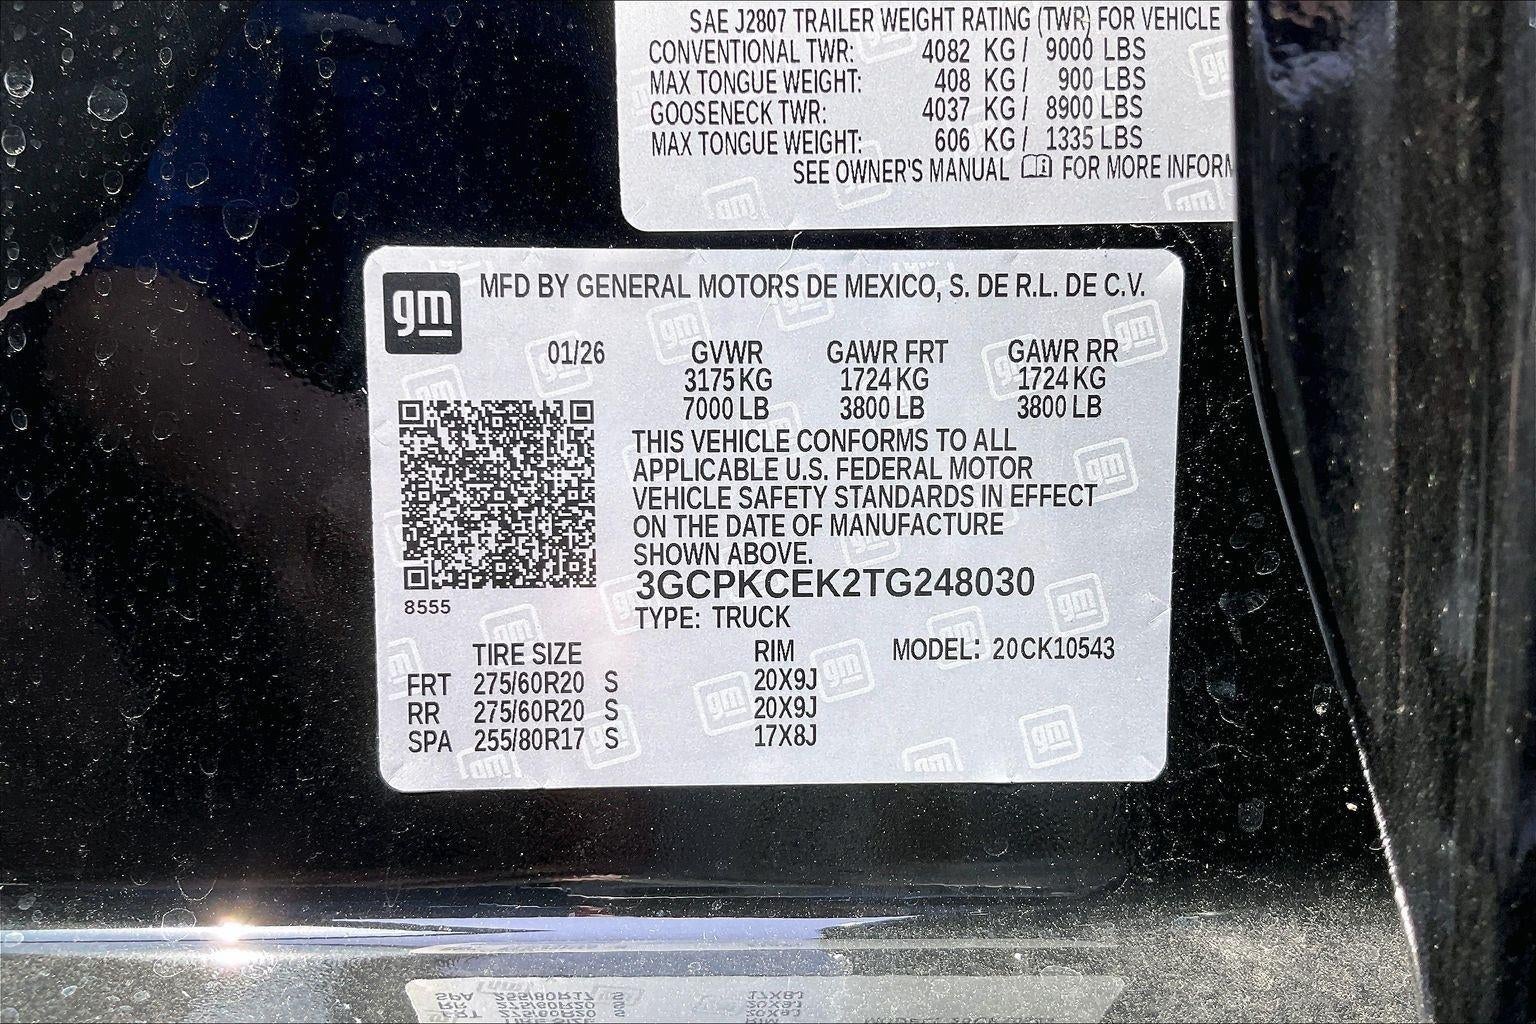 SAE J2807 TRAILER WEIGHT RATING (TWR) FOR VEHICLE
CONVENTIONAL TWR: 4082 KG / 9000 LBS
MAX TONGUE WEIGHT: 408 KG / 900 LBS
GOOSENECK TWR: 4037 KG / 8900 LBS
MAX TONGUE WEIGHT: 606 KG / 1335 LBS
SEE OWNER'S MANUAL FOR MORE INFORM
gm MFD BY GENERAL MOTORS DE MEXICO, S. DE R.L. DE C.V.
01/26 GVWR GAWR FRT GAWR RR
3175 KG 1724 KG 1724 KG
7000 LB 3800 LB 3800 LB
THIS VEHICLE CONFORMS TO ALL
APPLICABLE U.S. FEDERAL MOTOR
VEHICLE SAFETY STANDARDS IN EFFECT
ON THE DATE OF MANUFACTURE
SHOWN ABOVE.
3GCPKCEK2TG248030
8555
TYPE: TRUCK
TIRE SIZE RIM MODEL: 20CK10543
FRT 275/60R20 S 20X9J
RR 275/60R20 S 20X9J
SPA 255/80R17 S 17X8J